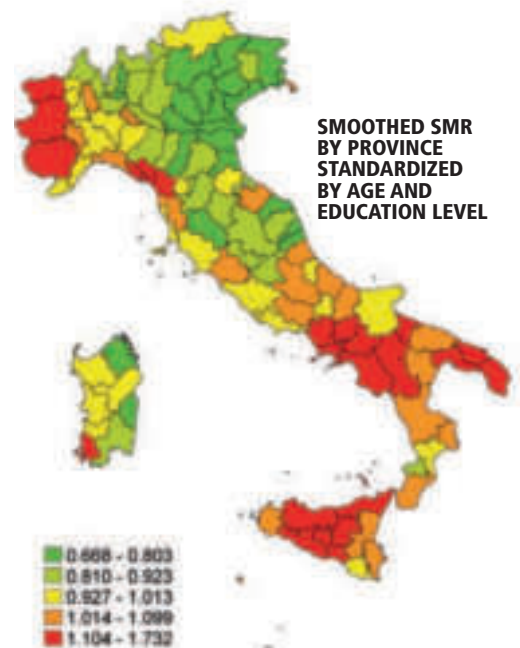 SMOOTHED SMR
BY PROVINCE
STANDARDIZED
BY AGE AND
EDUCATION LEVEL
0.668 - 0.803
0.810 - 0.923
0.927 - 1.013
1.014 - 1.099
1.104 - 1.732